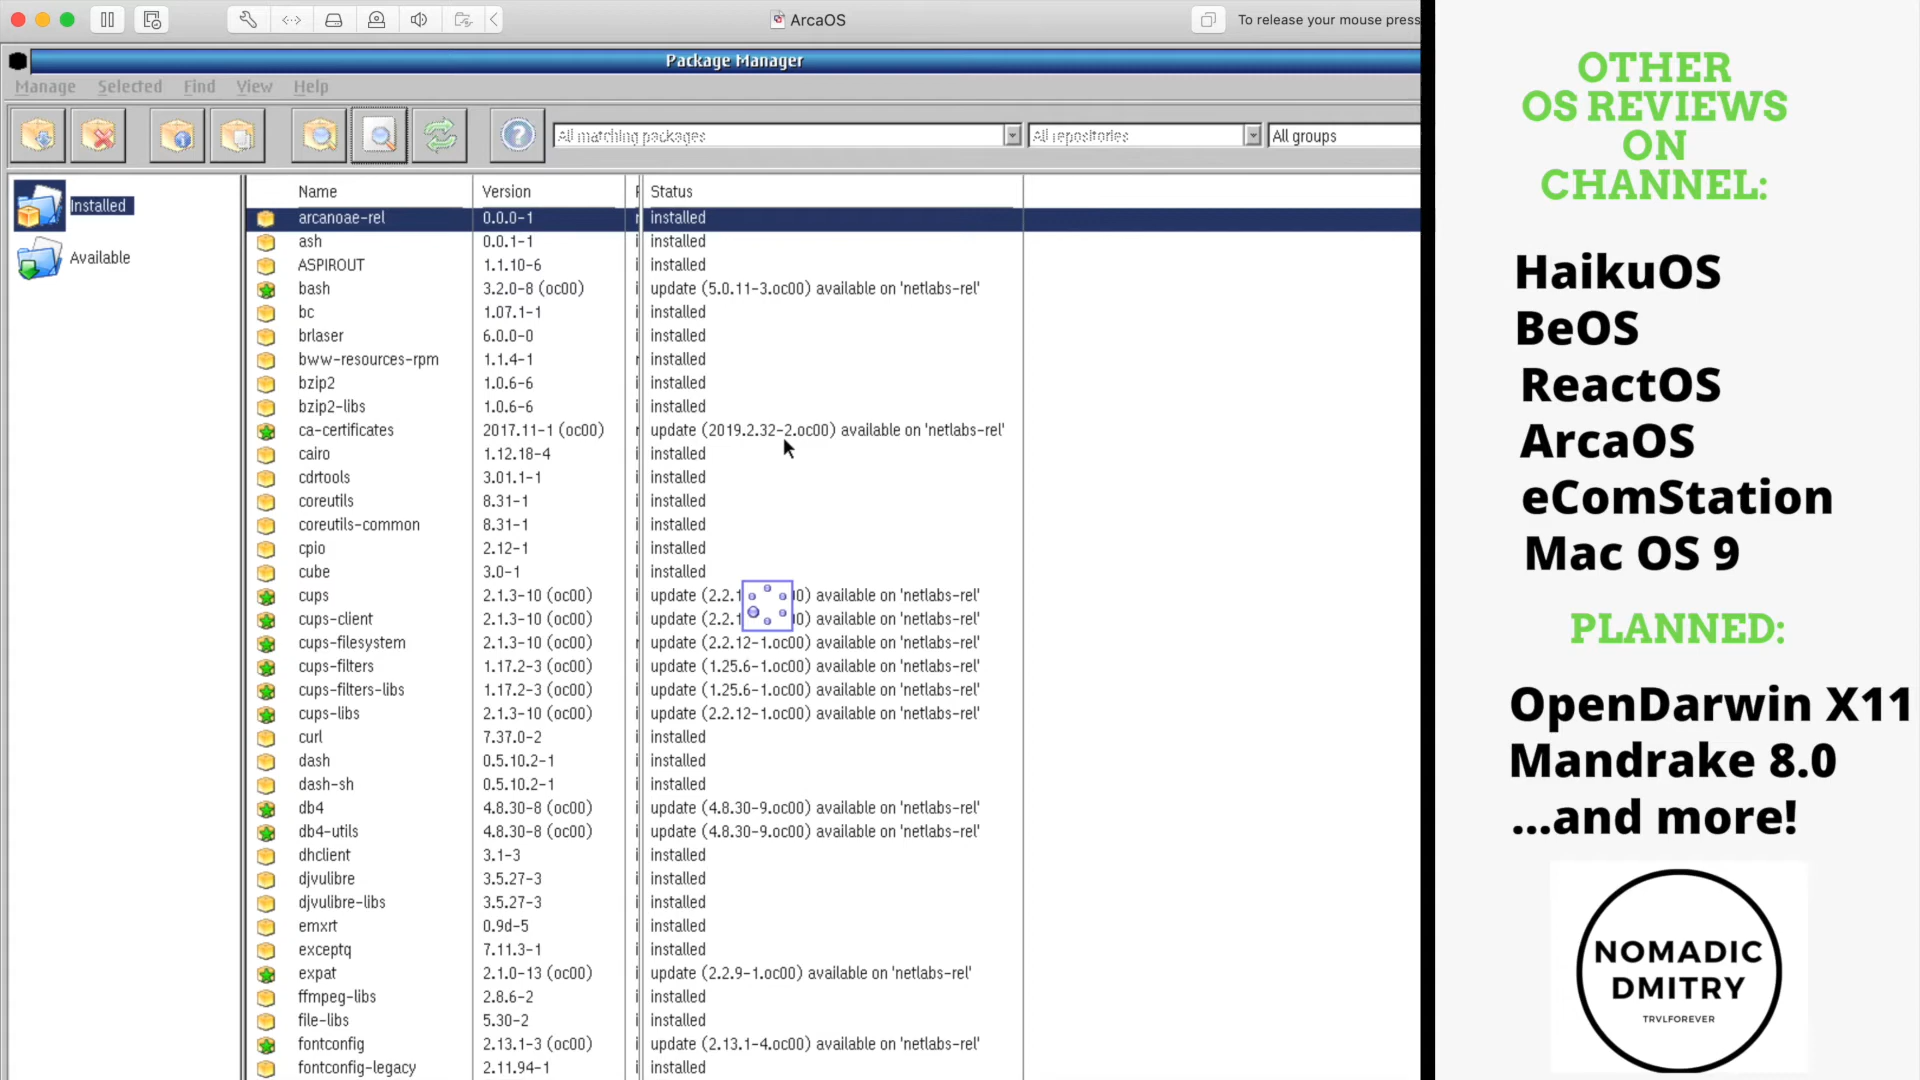 ArcaOS
To release your mouse press
Package Manager
Manage Selected Find View Help
All matching packages All repositories All groups
Installed
Available
Name Version Status
arcanoae-rel 0.0.0-1 installed
ash 0.0.1-1 i installed
ASPIROUT 1.1.10-6 i installed
bash 3.2.0-8 (oc00) i update (5.0.11-3.oc00) available on 'netlabs-rel'
bc 1.07.1-1 i installed
brlaser 6.0.0-0 i installed
bww-resources-rpm 1.1.4-1 installed
bzip2 1.0.6-6 i installed
bzip2-libs 1.0.6-6 i installed
ca-certificates 2017.11-1 (oc00) update (2019.2.32-2.oc00) available on 'netlabs-rel'
cairo 1.12.18-4 i installed
cdrtools 3.01.1-1 i installed
coreutils 8.31-1 i installed
coreutils-common 8.31-1 i installed
cpio 2.12-1 i installed
cube 3.0-1 i installed
cups 2.1.3-10 (oc00) i update (2.2.1 00) available on 'netlabs-rel'
cups-client 2.1.3-10 (oc00) i update (2.2.1 00) available on 'netlabs-rel'
cups-filesystem 2.1.3-10 (oc00) update (2.2.12-1.oc00) available on 'netlabs-rel'
cups-filters 1.17.2-3 (oc00) i update (1.25.6-1.oc00) available on 'netlabs-rel'
cups-filters-libs 1.17.2-3 (oc00) i update (1.25.6-1.oc00) available on 'netlabs-rel'
cups-libs 2.1.3-10 (oc00) i update (2.2.12-1.oc00) available on 'netlabs-rel'
curl 7.37.0-2 i installed
dash 0.5.10.2-1 i installed
dash-sh 0.5.10.2-1 i installed
db4 4.8.30-8 (oc00) i update (4.8.30-9.oc00) available on 'netlabs-rel'
db4-utils 4.8.30-8 (oc00) i update (4.8.30-9.oc00) available on 'netlabs-rel'
dhclient 3.1-3 i installed
djvulibre 3.5.27-3 i installed
djvulibre-libs 3.5.27-3 i installed
emxrt 0.9d-5 i installed
exceptq 7.11.3-1 i installed
expat 2.1.0-13 (oc00) i update (2.2.9-1.oc00) available on 'netlabs-rel'
ffmpeg-libs 2.8.6-2 i installed
file-libs 5.30-2 i installed
fontconfig 2.13.1-3 (oc00) i update (2.13.1-4.oc00) available on 'netlabs-rel'
fontconfig-legacy 2.11.94-1 i installed
OTHER
OS REVIEWS
ON
CHANNEL:
HaikuOS
BeOS
ReactOS
ArcaOS
eComStation
Mac OS 9
PLANNED:
OpenDarwin X11
Mandrake 8.0
...and more!
NOMADIC
DMITRY
TRVLFOREVER